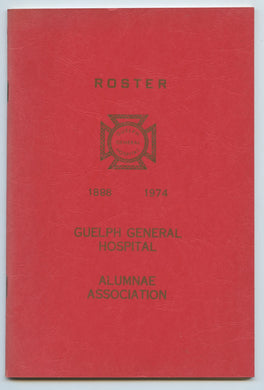 ROSTER
1888 1974
GUELPH GENERAL
HOSPITAL
ALUMNAE
ASSOCIATION